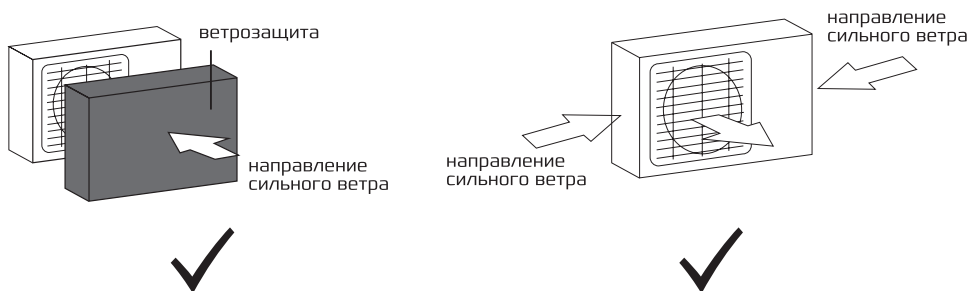 ветрозащита
направление
сильного ветра
направление
сильного ветра
направление
сильного ветра